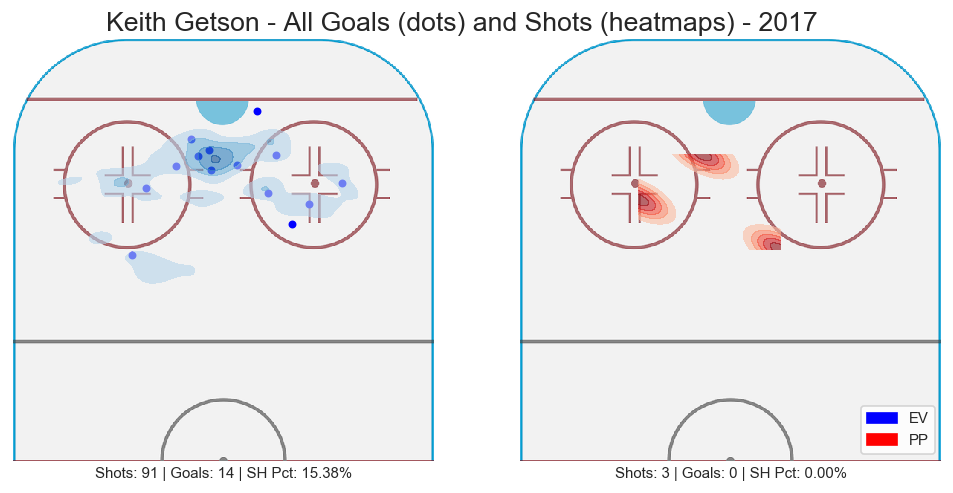 Keith Getson - All Goals (dots) and Shots (heatmaps) - 2017
EV
PP
Shots: 91 | Goals: 14 | SH Pct: 15.38%
Shots: 3 | Goals: 0 | SH Pct: 0.00%